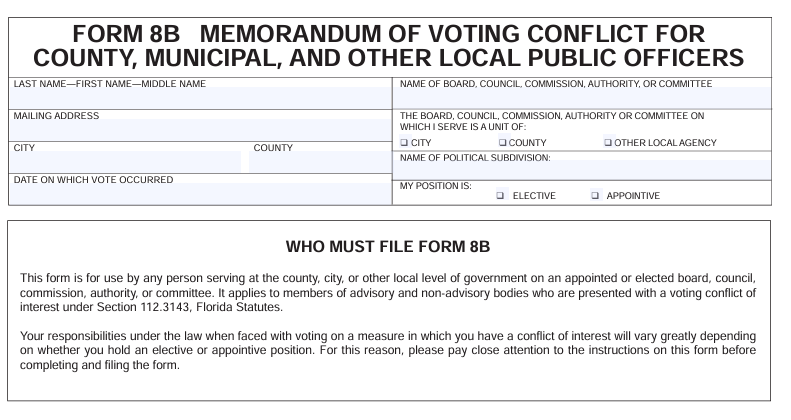 FORM 8B MEMORANDUM OF VOTING CONFLICT FOR
COUNTY, MUNICIPAL, AND OTHER LOCAL PUBLIC OFFICERS
LAST NAME—FIRST NAME—MIDDLE NAME
NAME OF BOARD, COUNCIL, COMMISSION, AUTHORITY, OR COMMITTEE
MAILING ADDRESS
THE BOARD, COUNCIL, COMMISSION, AUTHORITY OR COMMITTEE ON
WHICH I SERVE IS A UNIT OF:
CITY COUNTY
❑ CITY ❑ COUNTY ❑ OTHER LOCAL AGENCY
NAME OF POLITICAL SUBDIVISION:
DATE ON WHICH VOTE OCCURRED
MY POSITION IS:
❑ ELECTIVE ❑ APPOINTIVE
WHO MUST FILE FORM 8B
This form is for use by any person serving at the county, city, or other local level of government on an appointed or elected board, council,
commission, authority, or committee. It applies to members of advisory and non-advisory bodies who are presented with a voting conflict of
interest under Section 112.3143, Florida Statutes.
Your responsibilities under the law when faced with voting on a measure in which you have a conflict of interest will vary greatly depending
on whether you hold an elective or appointive position. For this reason, please pay close attention to the instructions on this form before
completing and filing the form.